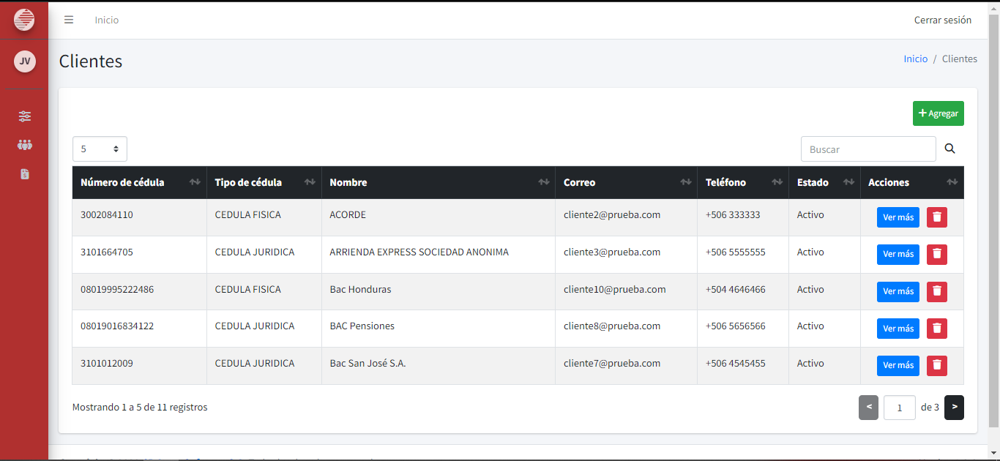 Inicio
Cerrar sesión
JV
Clientes
Inicio / Clientes
+ Agregar
5
Buscar
Número de cédula Tipo de cédula Nombre Correo Teléfono Estado Acciones
3002084110 CEDULA FISICA ACORDE cliente2@prueba.com +506 333333 Activo Ver más
3101664705 CEDULA JURIDICA ARRIENDA EXPRESS SOCIEDAD ANONIMA cliente3@prueba.com +506 5555555 Activo Ver más
08019995222486 CEDULA FISICA Bac Honduras cliente10@prueba.com +504 4646466 Activo Ver más
08019016834122 CEDULA JURIDICA BAC Pensiones cliente8@prueba.com +506 5656566 Activo Ver más
3101012009 CEDULA JURIDICA Bac San José S.A. cliente7@prueba.com +506 4545455 Activo Ver más
Mostrando 1 a 5 de 11 registros
< 1 de 3 >